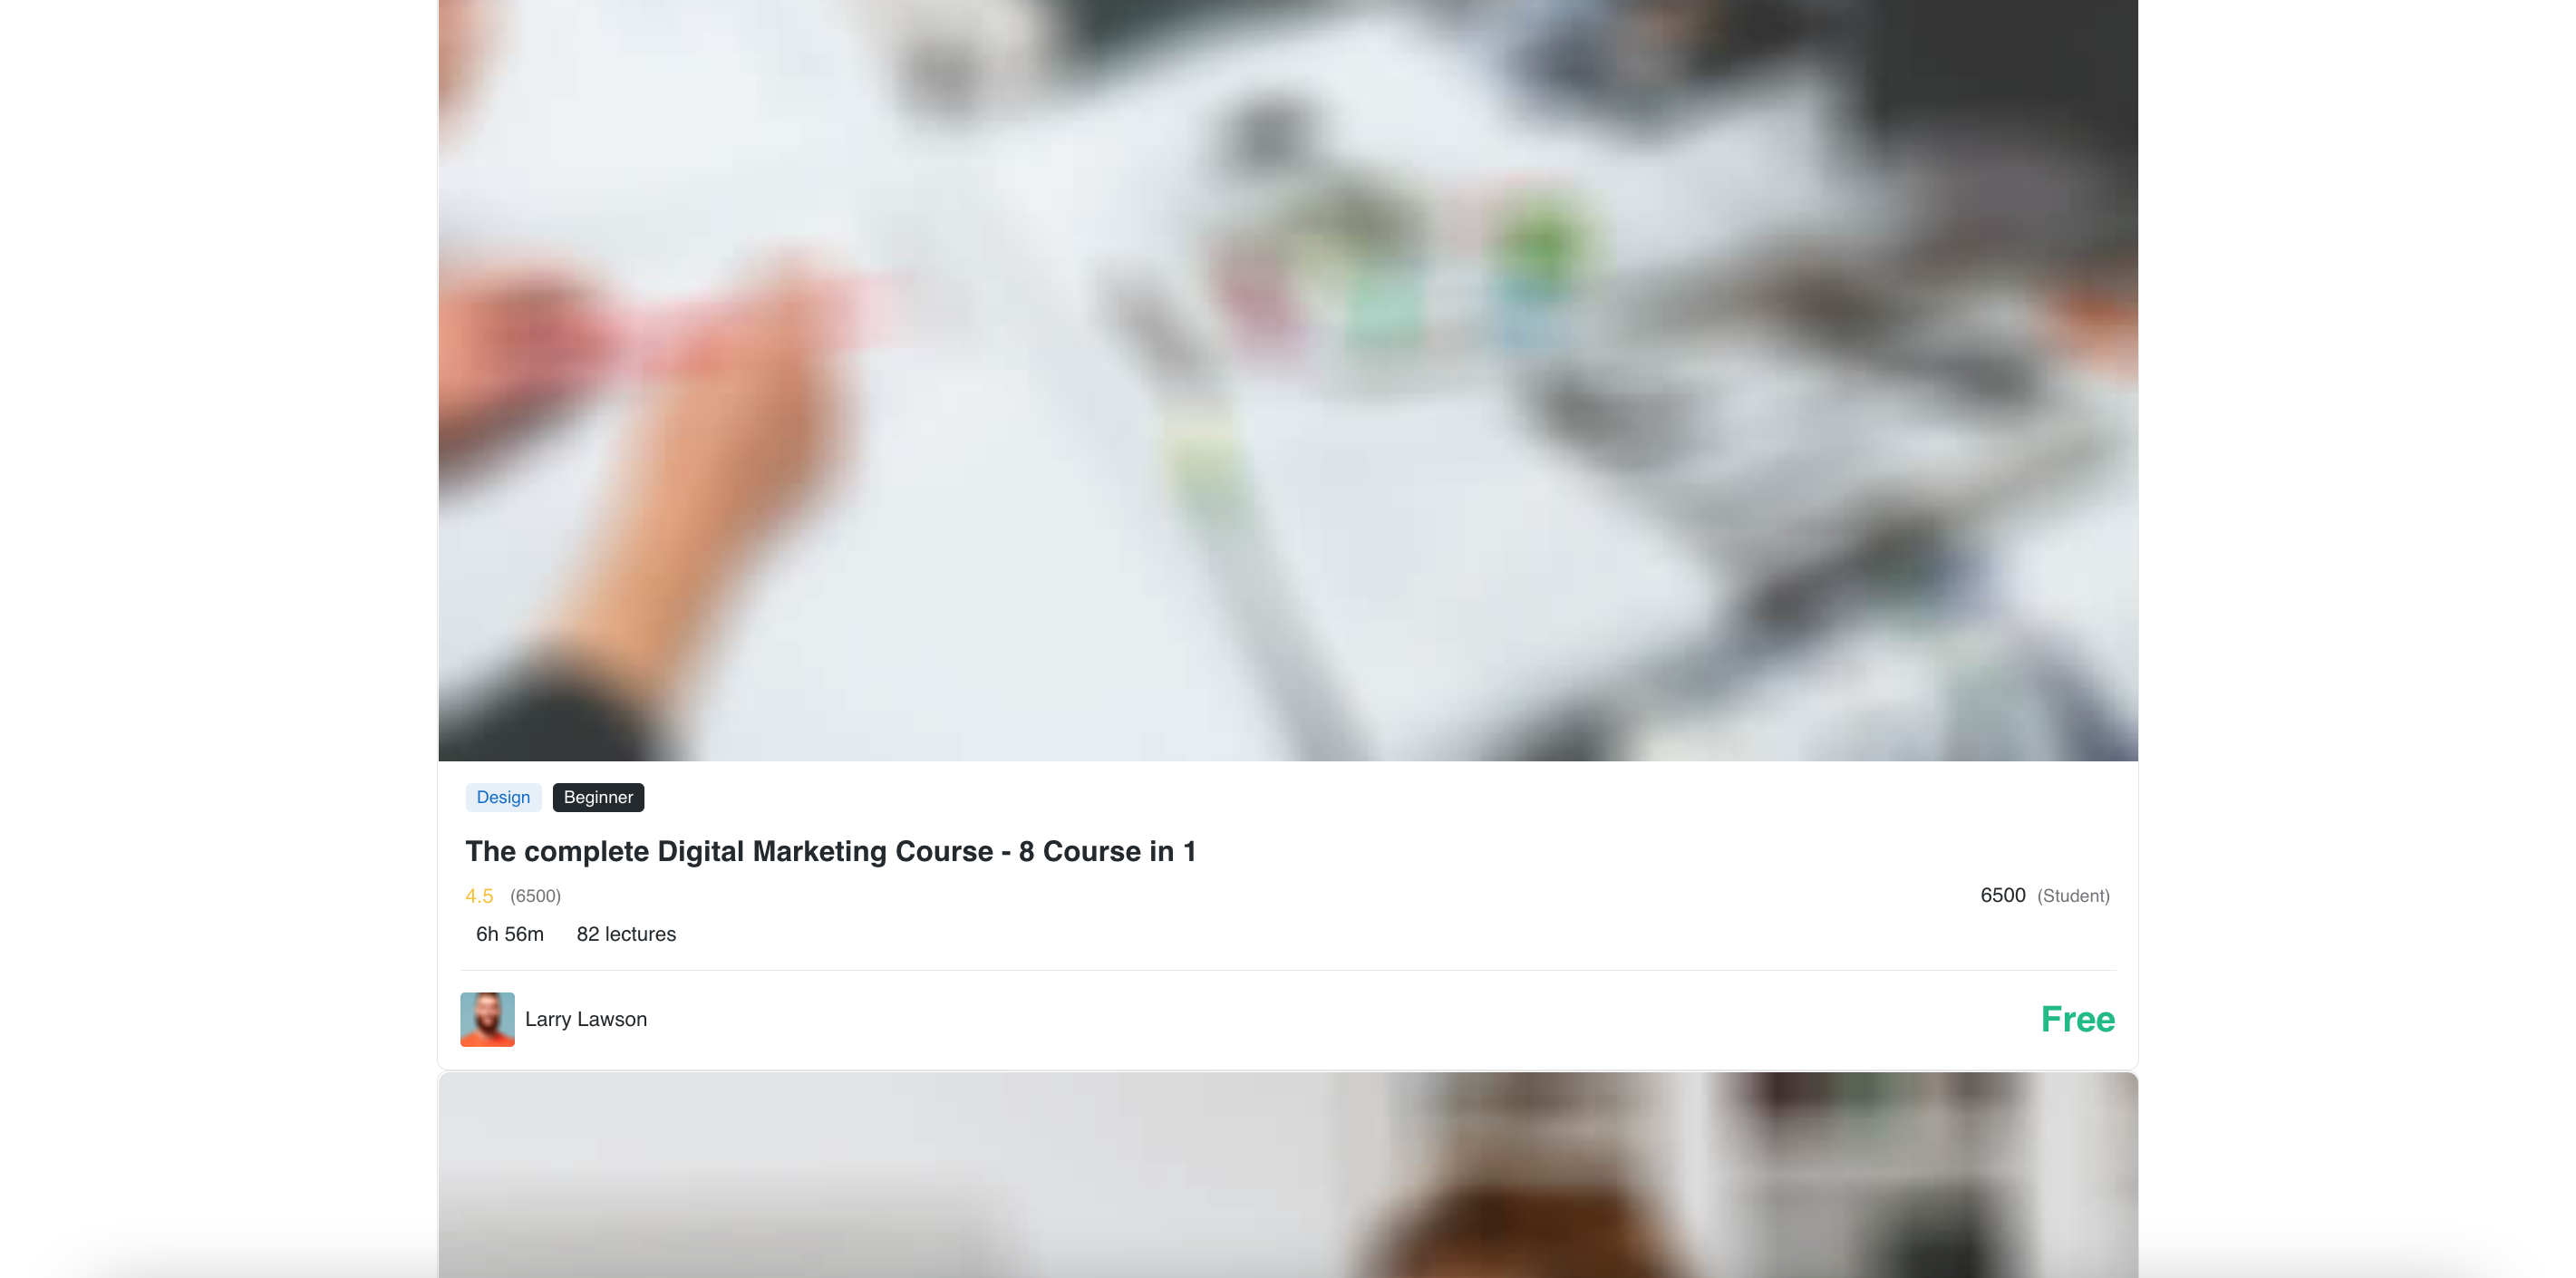 Design Beginner
The complete Digital Marketing Course - 8 Course in 1
4.5 (6500) 6500 (Student)
6h 56m 82 lectures
Larry Lawson Free